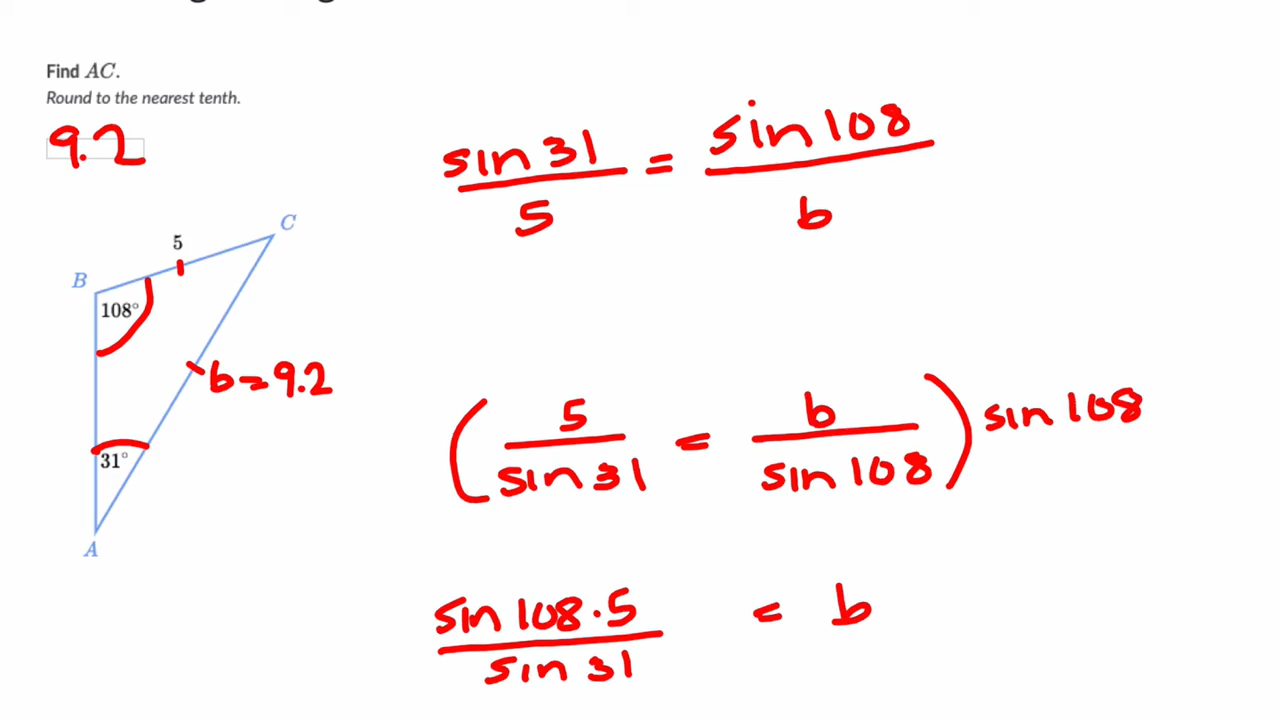 Find AC.
Round to the nearest tenth.
9.2
sin 31 / 5 = sin 108 / b
C
5
B
108°
b = 9.2
31°
A
( 5 / sin 31 = b / sin 108 ) sin 108
sin 108 · 5 / sin 31 = b